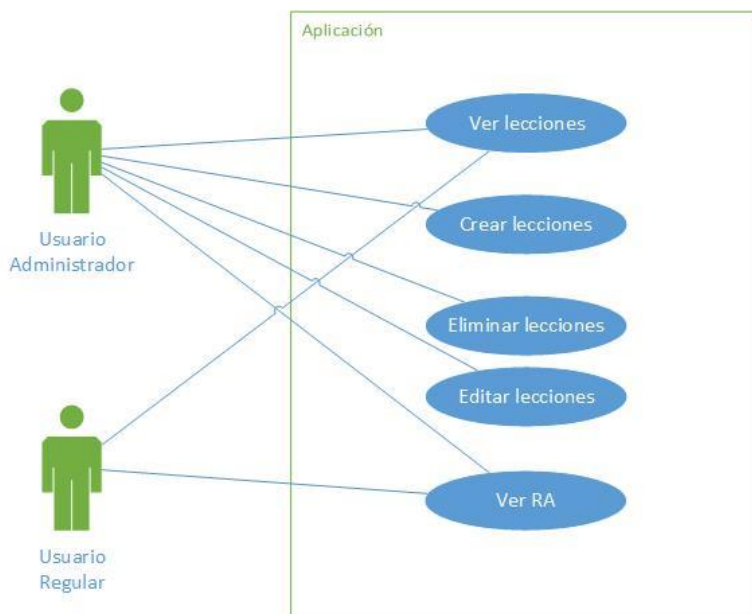 Aplicación
Ver lecciones
Crear lecciones
Usuario
Administrador
Eliminar lecciones
Editar lecciones
Ver RA
Usuario
Regular